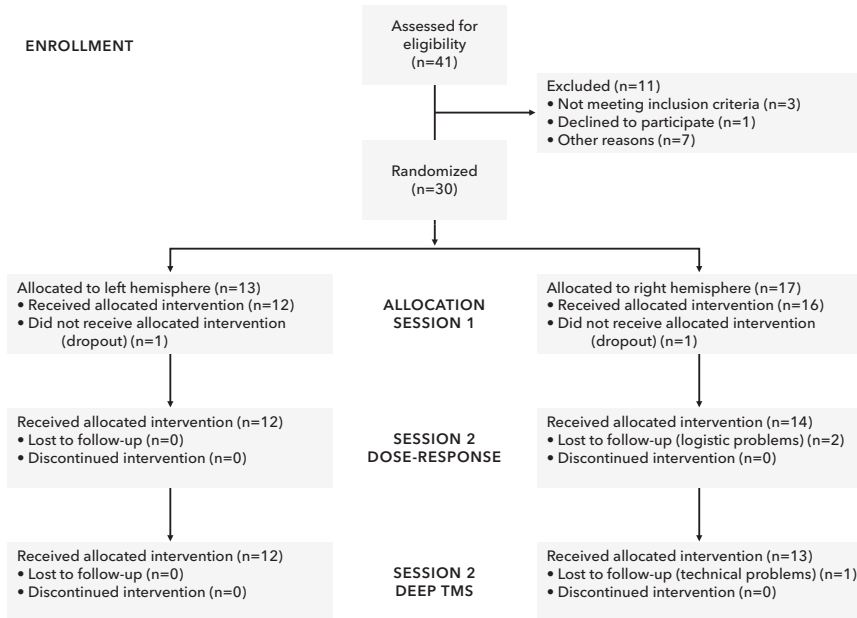 ENROLLMENT
Assessed for
eligibility
(n=41)
Excluded (n=11)
• Not meeting inclusion criteria (n=3)
• Declined to participate (n=1)
• Other reasons (n=7)
Randomized
(n=30)
Allocated to left hemisphere (n=13)
• Received allocated intervention (n=12)
• Did not receive allocated intervention
(dropout) (n=1)
ALLOCATION
SESSION 1
Allocated to right hemisphere (n=17)
• Received allocated intervention (n=16)
• Did not receive allocated intervention
(dropout) (n=1)
Received allocated intervention (n=12)
• Lost to follow-up (n=0)
• Discontinued intervention (n=0)
SESSION 2
DOSE-RESPONSE
Received allocated intervention (n=14)
• Lost to follow-up (logistic problems) (n=2)
• Discontinued intervention (n=0)
Received allocated intervention (n=12)
• Lost to follow-up (n=0)
• Discontinued intervention (n=0)
SESSION 2
DEEP TMS
Received allocated intervention (n=13)
• Lost to follow-up (technical problems) (n=1)
• Discontinued intervention (n=0)